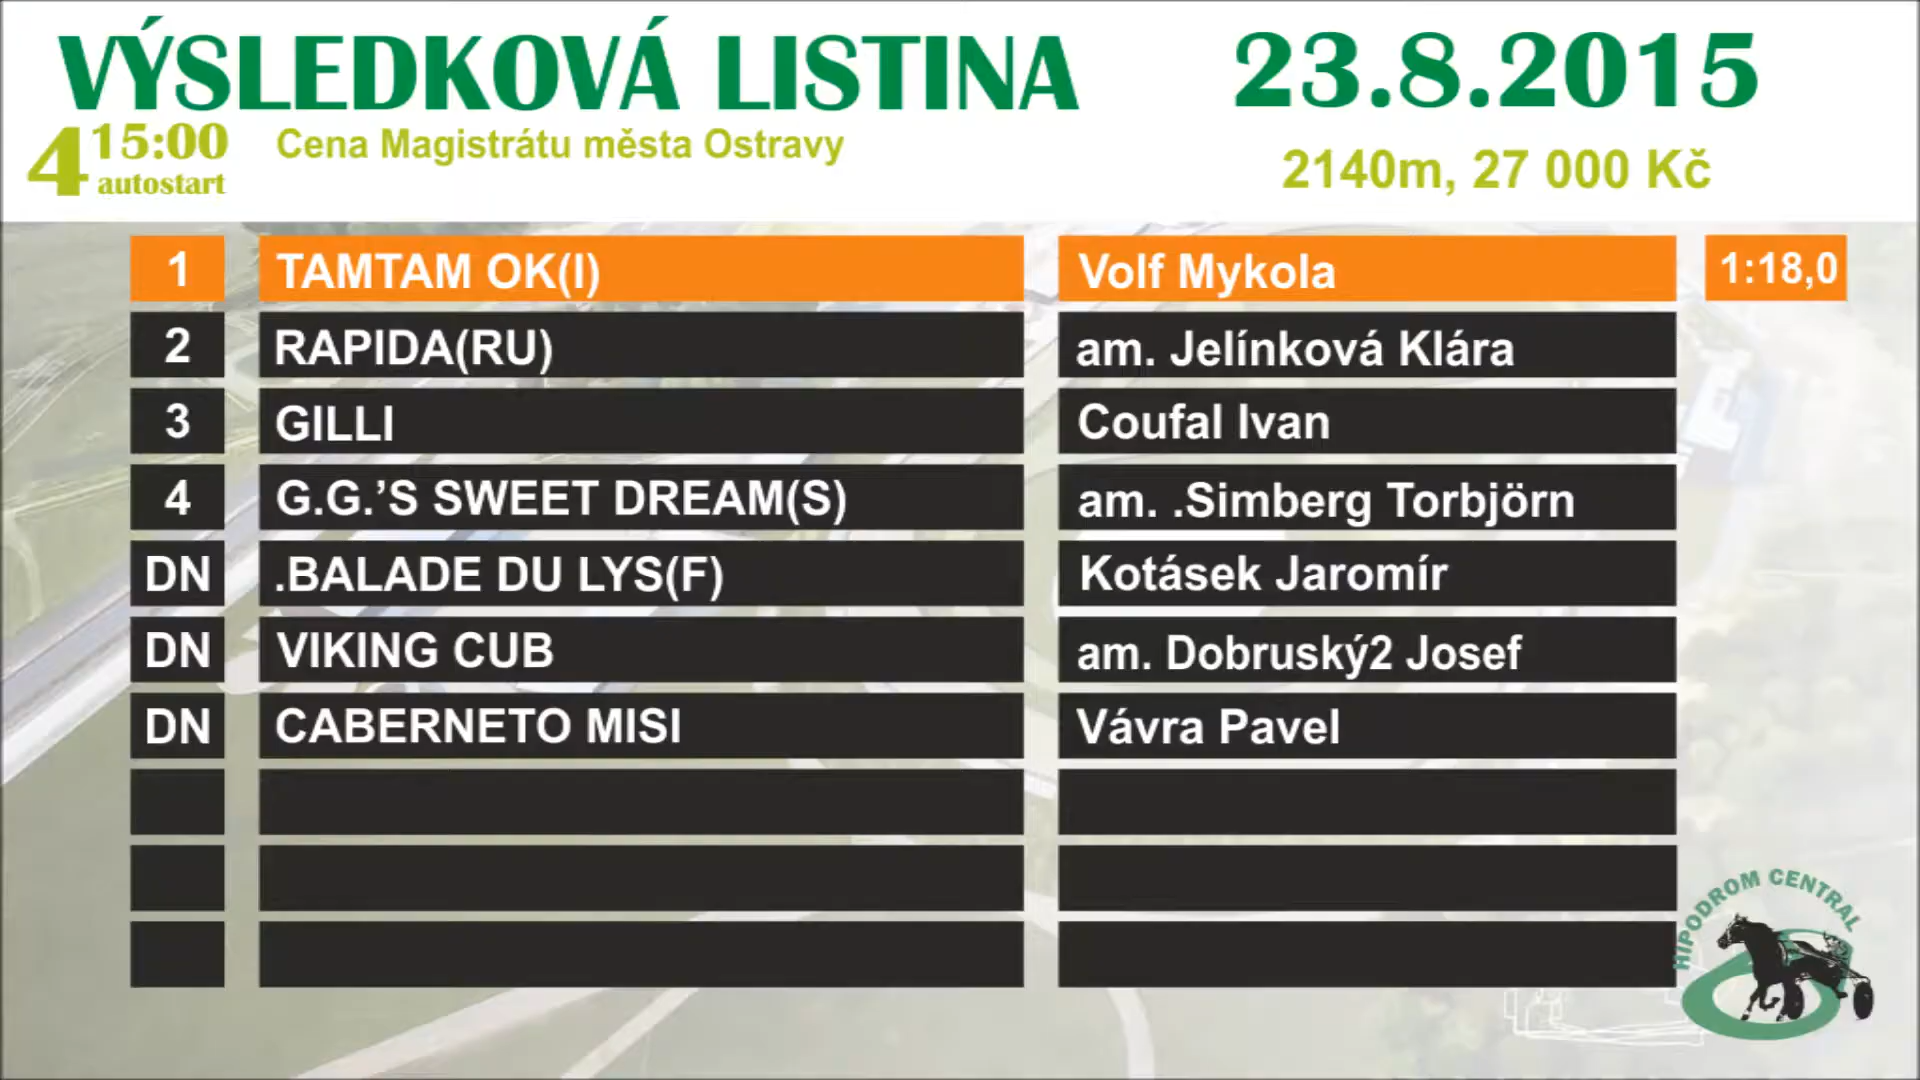 VÝSLEDKOVÁ LISTINA 23.8.2015
4 15:00 autostart Cena Magistrátu města Ostravy 2140m, 27 000 Kč
1 TAMTAM OK(I) Volf Mykola 1:18,0
2 RAPIDA(RU) am. Jelínková Klára
3 GILLI Coufal Ivan
4 G.G.’S SWEET DREAM(S) am. .Simberg Torbjörn
DN .BALADE DU LYS(F) Kotásek Jaromír
DN VIKING CUB am. Dobruský2 Josef
DN CABERNETO MISI Vávra Pavel
HIPODROM CENTRAL